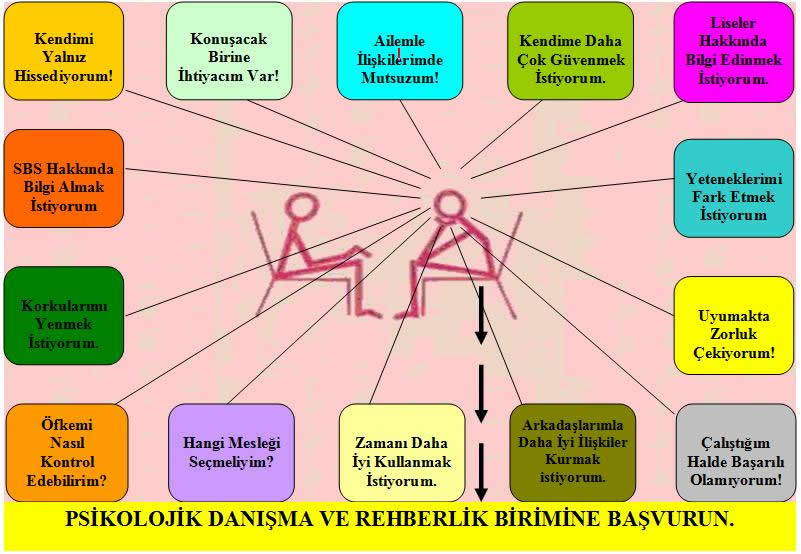 Kendimi
Yalnız
Hissediyorum!
Konuşacak
Birine
İhtiyacım Var!
Ailemle
İlişkilerimde
Mutsuzum!
Kendime Daha
Çok Güvenmek
İstiyorum.
Liseler
Hakkında
Bilgi Edinmek
İstiyorum.
SBS Hakkında
Bilgi Almak
İstiyorum
Yeteneklerimi
Fark Etmek
İstiyorum
Korkularımı
Yenmek
İstiyorum.
Uyumakta
Zorluk
Çekiyorum!
Öfkemi
Nasıl
Kontrol
Edebilirim?
Hangi Mesleği
Seçmeliyim?
Zamanı Daha
İyi Kullanmak
İstiyorum.
Arkadaşlarımla
Daha İyi İlişkiler
Kurmak
istiyorum.
Çalıştığım
Halde Başarılı
Olamıyorum!
PSİKOLOJİK DANIŞMA VE REHBERLİK BİRİMİNE BAŞVURUN.